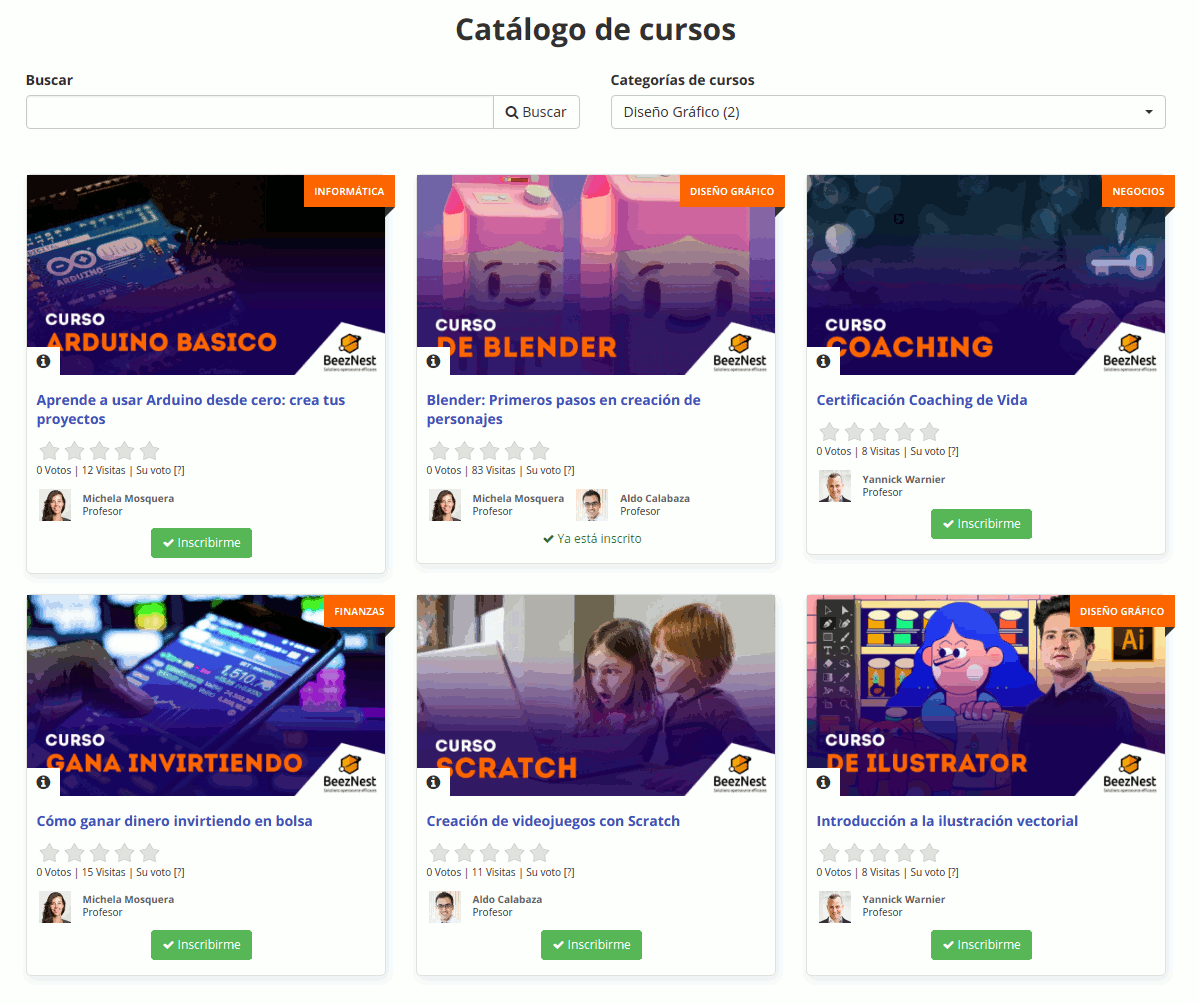 Catálogo de cursos
Buscar
Categorías de cursos
Buscar
Diseño Gráfico (2)
INFORMÁTICA
UNO
ARDUINO
CURSO
ARDUINO BASICO
BeezNest
Aprende a usar Arduino desde cero: crea tus
proyectos
0 Votos | 12 Visitas | Su voto [?]
Michela Mosquera
Profesor
Inscribirme
DISEÑO GRÁFICO
CURSO
DE BLENDER
BeezNest
Blender: Primeros pasos en creación de
personajes
0 Votos | 83 Visitas | Su voto [?]
Michela Mosquera
Profesor
Aldo Calabaza
Profesor
Ya está inscrito
NEGOCIOS
CURSO
COACHING
BeezNest
Certificación Coaching de Vida
0 Votos | 8 Visitas | Su voto [?]
Yannick Warnier
Profesor
Inscribirme
FINANZAS
CURSO
GANA INVIRTIENDO
BeezNest
Cómo ganar dinero invirtiendo en bolsa
0 Votos | 15 Visitas | Su voto [?]
Michela Mosquera
Profesor
Inscribirme
CURSO
SCRATCH
BeezNest
Creación de videojuegos con Scratch
0 Votos | 11 Visitas | Su voto [?]
Aldo Calabaza
Profesor
Inscribirme
DISEÑO GRÁFICO
Ai
CURSO
DE ILUSTRATOR
BeezNest
Introducción a la ilustración vectorial
0 Votos | 8 Visitas | Su voto [?]
Yannick Warnier
Profesor
Inscribirme